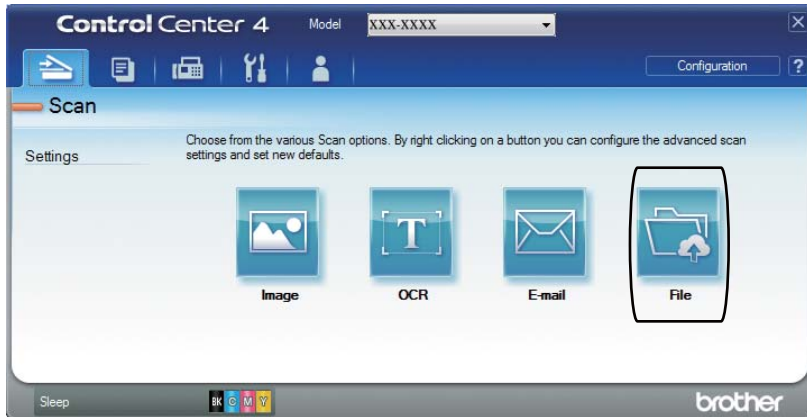 Control Center 4
Model
XXX-XXXX
Configuration
?
Scan
Settings
Choose from the various Scan options. By right clicking on a button you can configure the advanced scan
settings and set new defaults.
T
Image
OCR
E-mail
File
Sleep
BK C M Y
brother